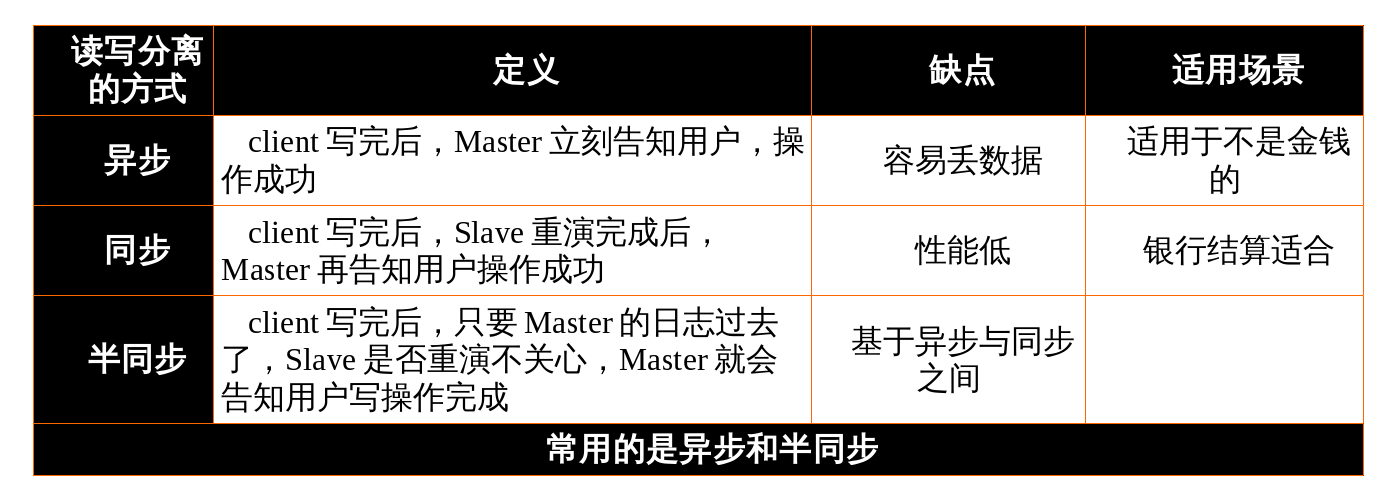 读写分离
的方式
定义
缺点
适用场景
异步
client 写完后，Master 立刻告知用户，操
作成功
容易丢数据
适用于不是金钱
的
同步
client 写完后，Slave 重演完成后，
Master 再告知用户操作成功
性能低
银行结算适合
半同步
client 写完后，只要 Master 的日志过去
了，Slave 是否重演不关心，Master 就会
告知用户写操作完成
基于异步与同步
之间
常用的是异步和半同步